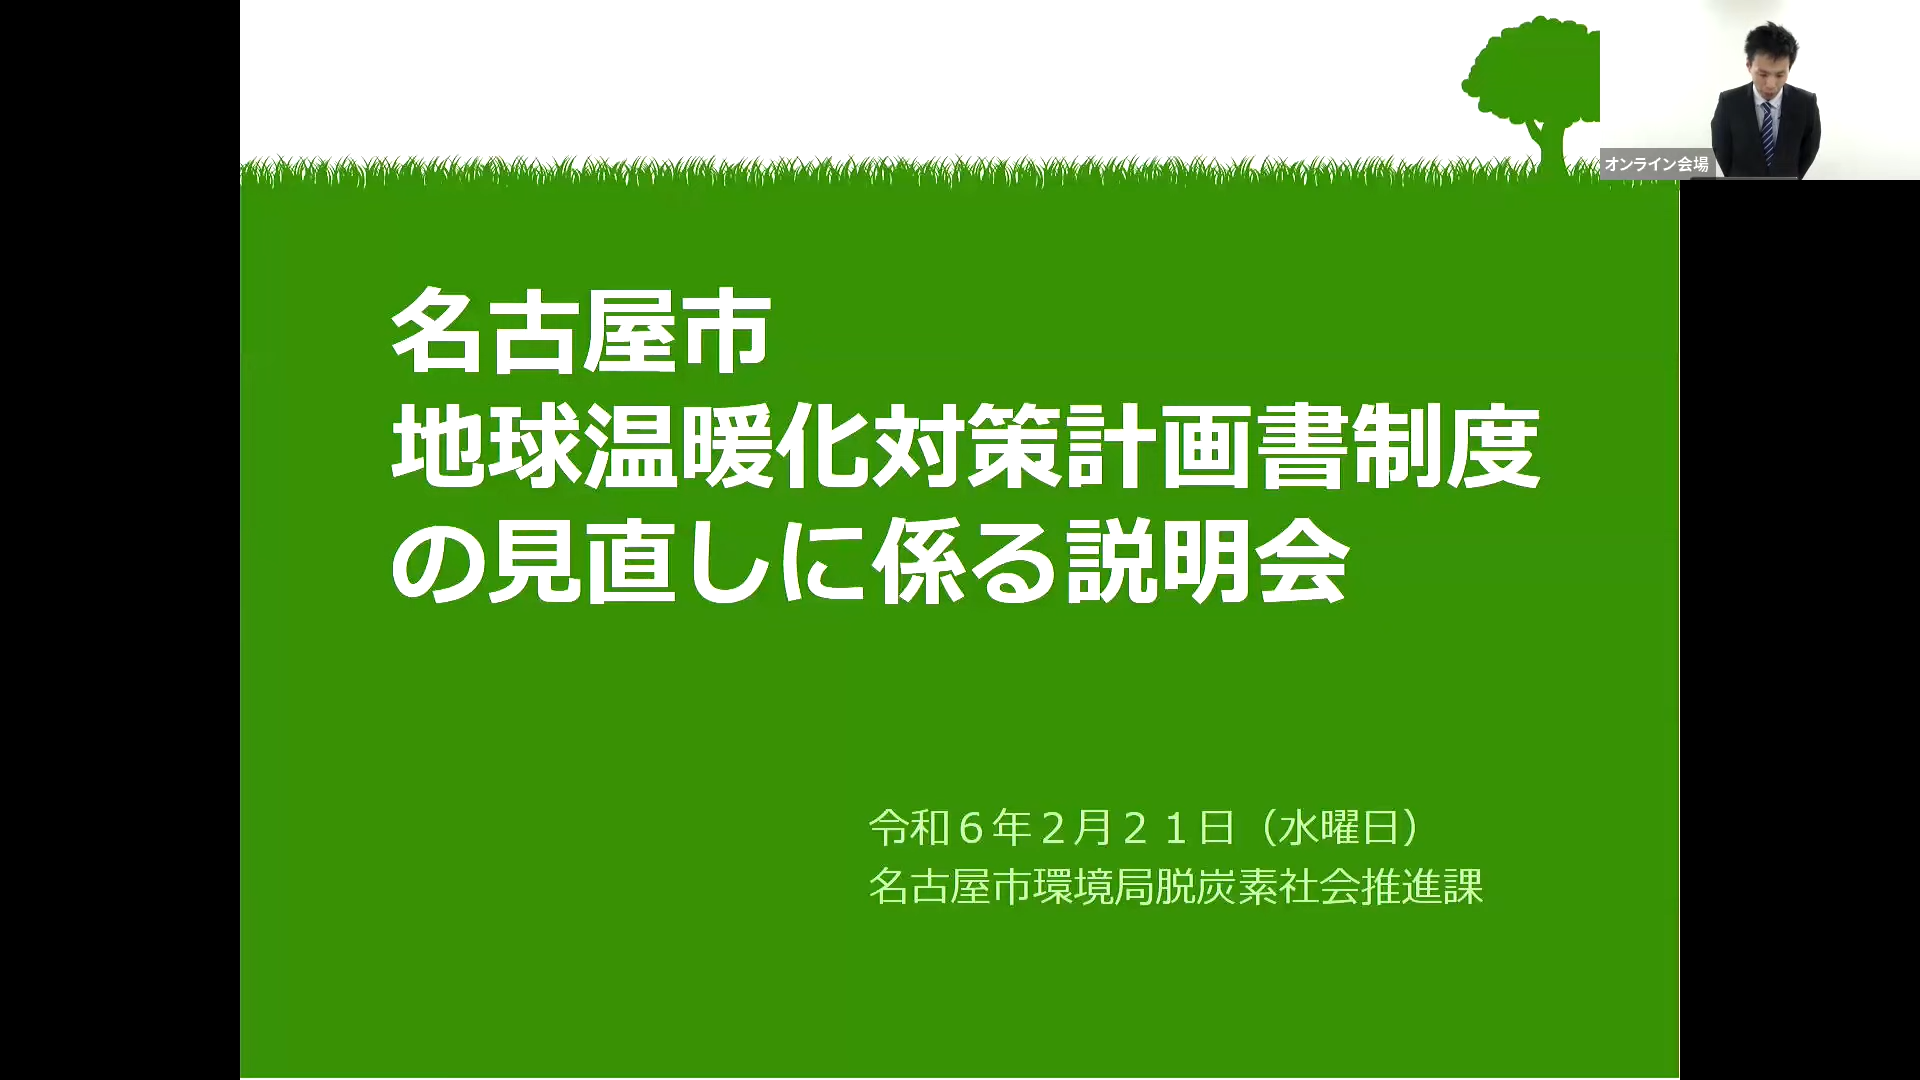 オンライン会場
名古屋市
地球温暖化対策計画書制度
の見直しに係る説明会
令和６年２月２１日（水曜日）
名古屋市環境局脱炭素社会推進課